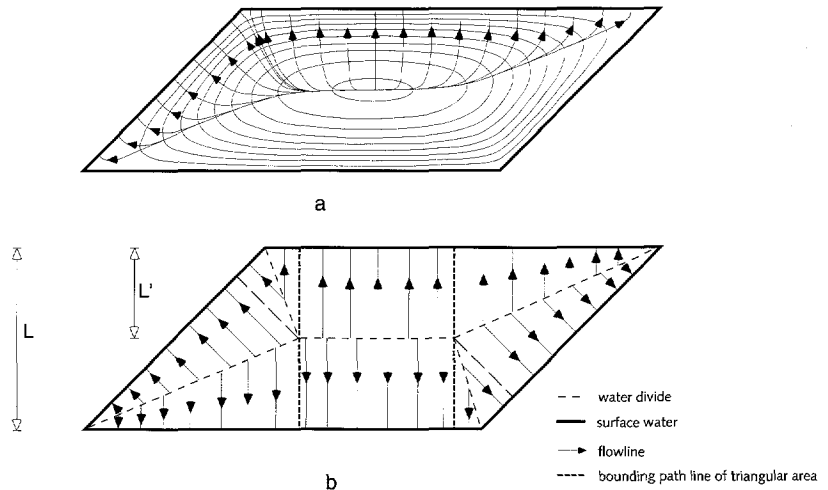 a
L
L'
b
water divide
surface water
flowline
bounding path line of triangular area